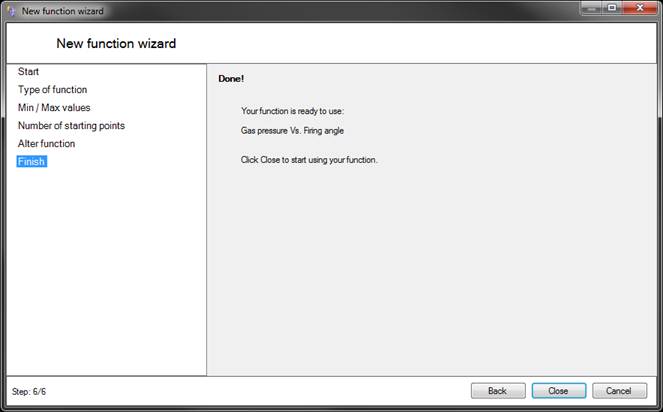 New function wizard
New function wizard
Start
Type of function
Min / Max values
Number of starting points
Alter function
Finish
Done!
Your function is ready to use:
Gas pressure Vs. Firing angle
Click Close to start using your function.
Step: 6/6
Back
Close
Cancel